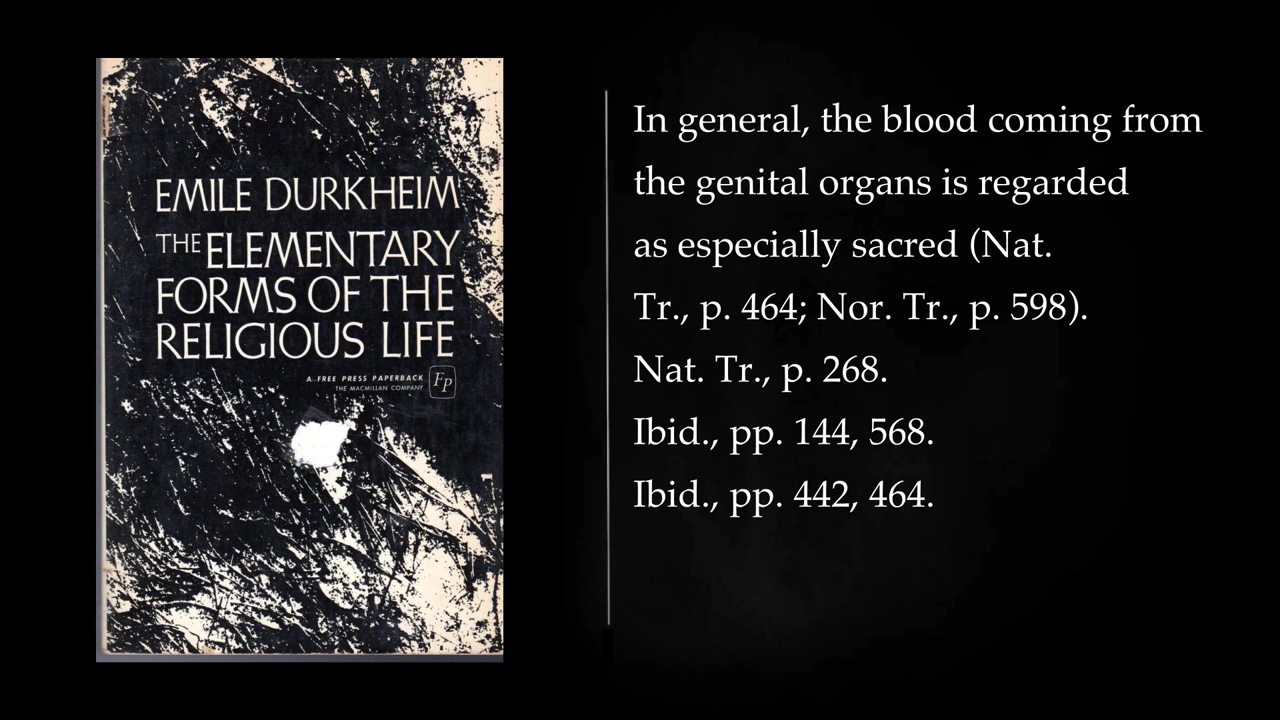 EMILE DURKHEIM
THE ELEMENTARY
FORMS OF THE
RELIGIOUS LIFE
A FREE PRESS PAPERBACK
THE MACMILLAN COMPANY
FP
In general, the blood coming from
the genital organs is regarded
as especially sacred (Nat.
Tr., p. 464; Nor. Tr., p. 598).
Nat. Tr., p. 268.
Ibid., pp. 144, 568.
Ibid., pp. 442, 464.